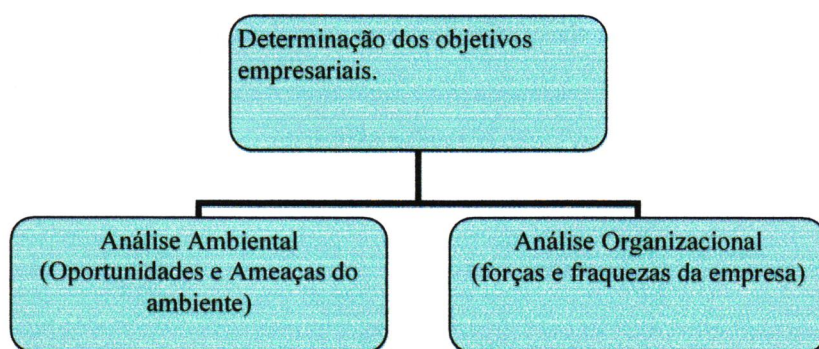 Determinação dos objetivos
empresariais.
Análise Ambiental
(Oportunidades e Ameaças do
ambiente)
Análise Organizacional
(forças e fraquezas da empresa)